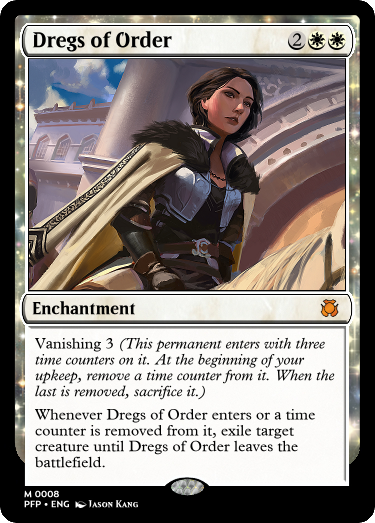 Dregs of Order 2
Enchantment
Vanishing 3 (This permanent enters with three
time counters on it. At the beginning of your
upkeep, remove a time counter from it. When the
last is removed, sacrifice it.)
Whenever Dregs of Order enters or a time
counter is removed from it, exile target
creature until Dregs of Order leaves the
battlefield.
M 0008
PFP • ENG Jason Kang